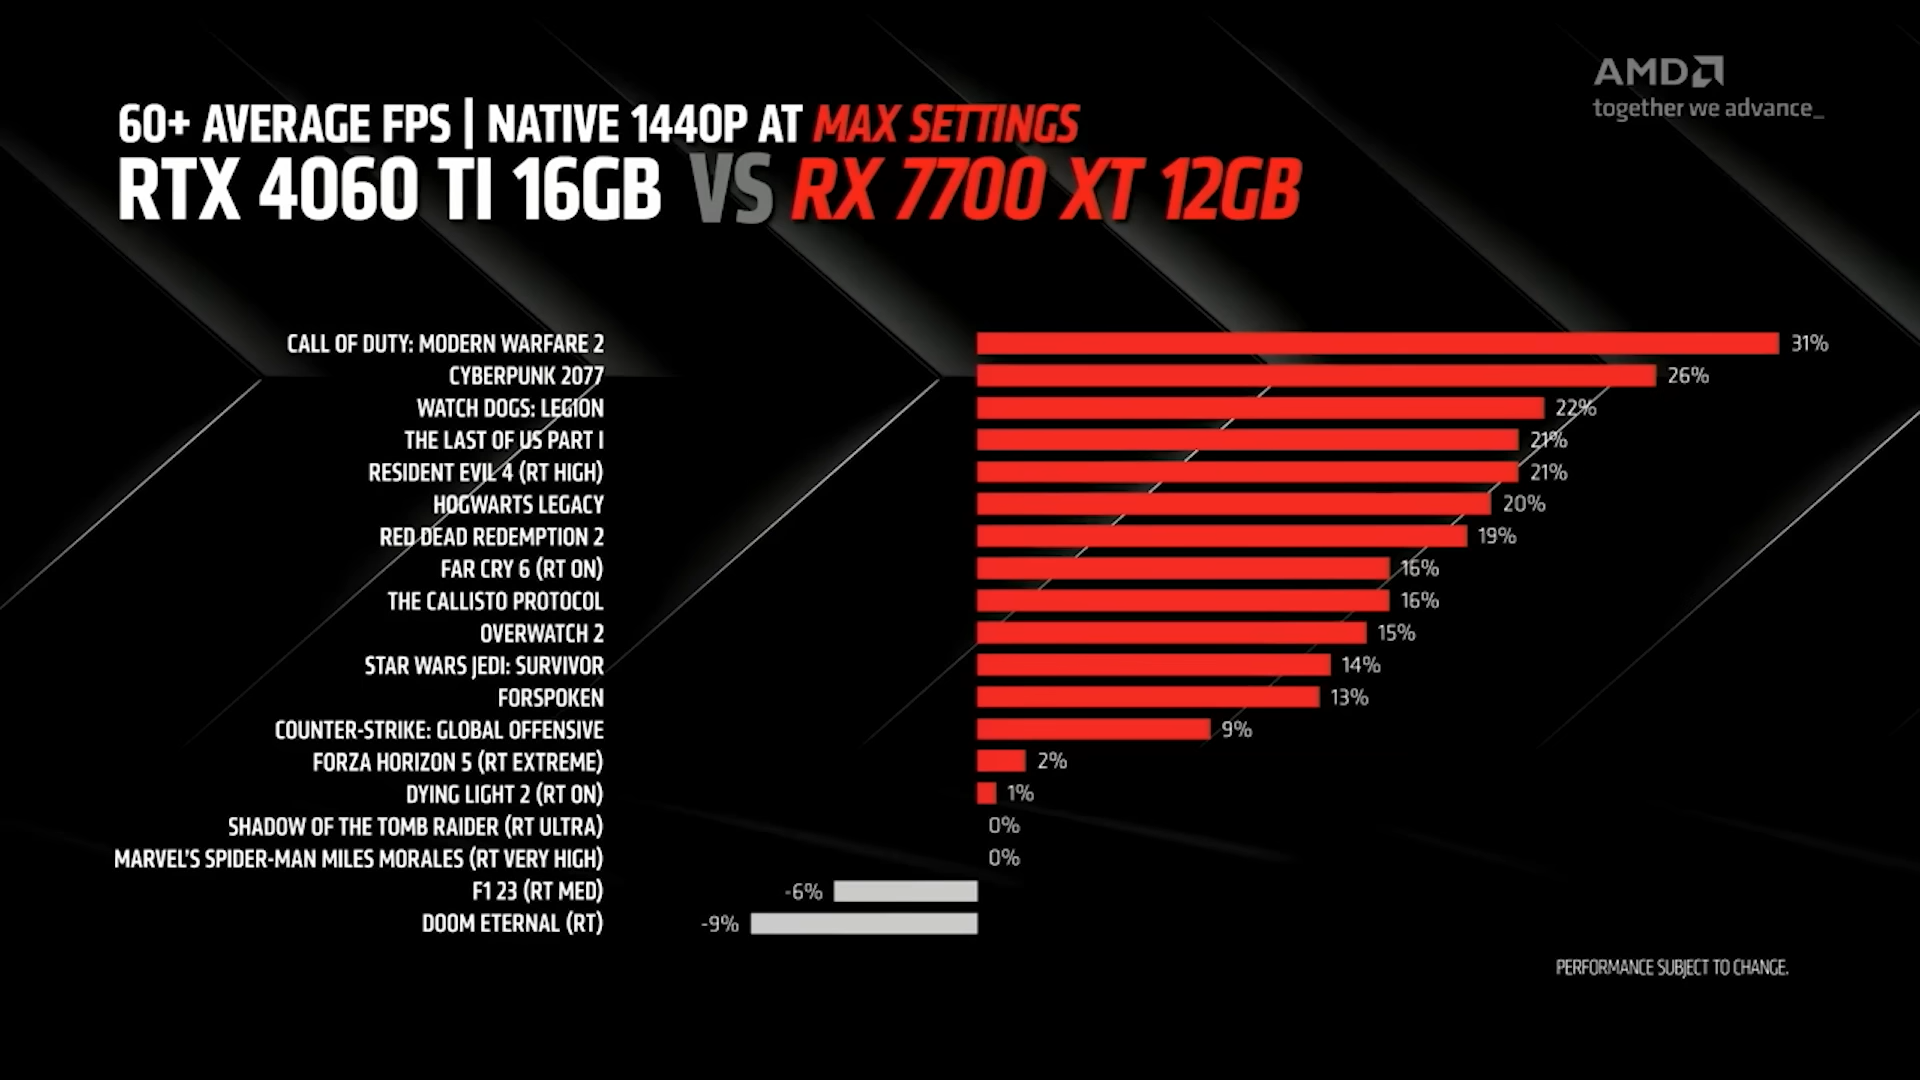 AMD
together we advance_
60+ AVERAGE FPS | NATIVE 1440P AT MAX SETTINGS
RTX 4060 TI 16GB VS RX 7700 XT 12GB
CALL OF DUTY: MODERN WARFARE 2 31%
CYBERPUNK 2077 26%
WATCH DOGS: LEGION 22%
THE LAST OF US PART I 21%
RESIDENT EVIL 4 (RT HIGH) 21%
HOGWARTS LEGACY 20%
RED DEAD REDEMPTION 2 19%
FAR CRY 6 (RT ON) 16%
THE CALLISTO PROTOCOL 16%
OVERWATCH 2 15%
STAR WARS JEDI: SURVIVOR 14%
FORSPOKEN 13%
COUNTER-STRIKE: GLOBAL OFFENSIVE 9%
FORZA HORIZON 5 (RT EXTREME) 2%
DYING LIGHT 2 (RT ON) 1%
SHADOW OF THE TOMB RAIDER (RT ULTRA) 0%
MARVEL'S SPIDER-MAN MILES MORALES (RT VERY HIGH) 0%
F1 23 (RT MED) -6%
DOOM ETERNAL (RT) -9%
PERFORMANCE SUBJECT TO CHANGE.